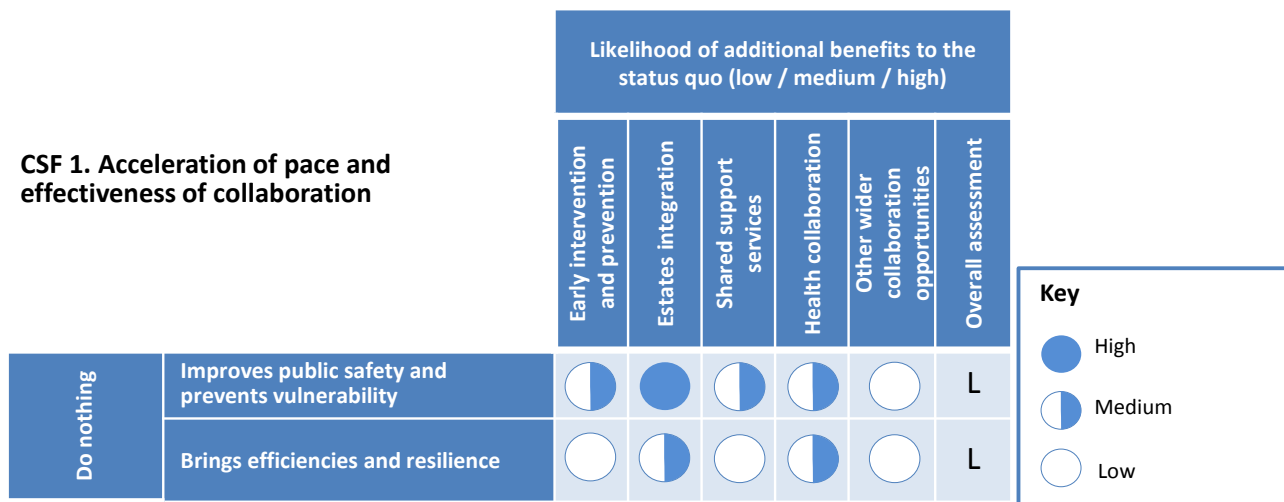 Likelihood of additional benefits to the
status quo (low / medium / high)
CSF 1. Acceleration of pace and
effectiveness of collaboration
Early intervention
and prevention
Estates integration
Shared support
services
Health collaboration
Other wider
collaboration
opportunities
Overall assessment
Key
High
Medium
Low
Do nothing
Improves public safety and
prevents vulnerability
L
Brings efficiencies and resilience
L